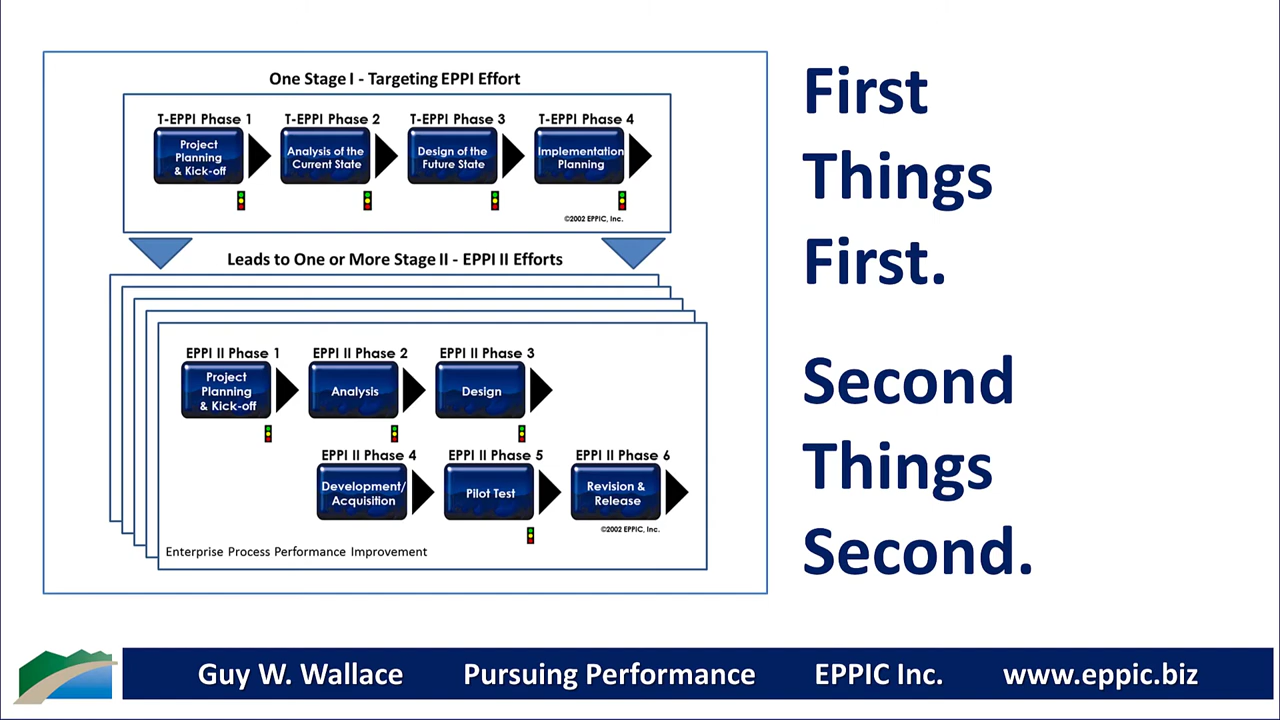 One Stage I - Targeting EPPI Effort
T-EPPI Phase 1
T-EPPI Phase 2
T-EPPI Phase 3
T-EPPI Phase 4
Project
Planning
& Kick-off
Analysis of the
Current State
Design of the
Future State
Implementation
Planning
©2002 EPPIC, Inc.
Leads to One or More Stage II - EPPI II Efforts
EPPI II Phase 1
EPPI II Phase 2
EPPI II Phase 3
Project
Planning
& Kick-off
Analysis
Design
EPPI II Phase 4
EPPI II Phase 5
EPPI II Phase 6
Development/
Acquisition
Pilot Test
Revision &
Release
©2002 EPPIC, Inc.
Enterprise Process Performance Improvement
First
Things
First.
Second
Things
Second.
Guy W. Wallace Pursuing Performance EPPIC Inc. www.eppic.biz